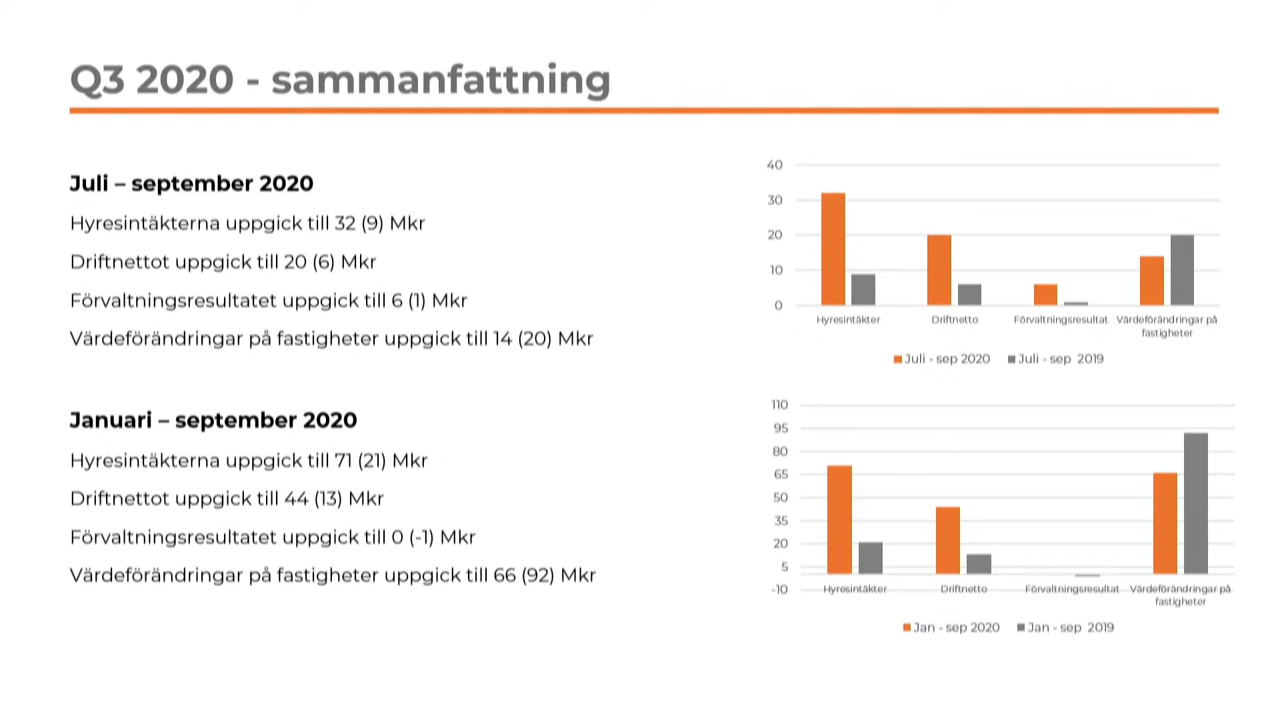 Q3 2020 - sammanfattning
Juli – september 2020
Hyresintäkterna uppgick till 32 (9) Mkr
Driftnettot uppgick till 20 (6) Mkr
Förvaltningsresultatet uppgick till 6 (1) Mkr
Värdeförändringar på fastigheter uppgick till 14 (20) Mkr
Januari – september 2020
Hyresintäkterna uppgick till 71 (21) Mkr
Driftnettot uppgick till 44 (13) Mkr
Förvaltningsresultatet uppgick till 0 (-1) Mkr
Värdeförändringar på fastigheter uppgick till 66 (92) Mkr
40
30
20
10
0
Hyresintäkter Driftnetto Förvaltningsresultat Värdeförändringar på
fastigheter
Juli - sep 2020 Juli - sep 2019
110
95
80
65
50
35
20
5
-10
Hyresintäkter Driftnetto Förvaltningsresultat Värdeförändringar på
fastigheter
Jan - sep 2020 Jan - sep 2019